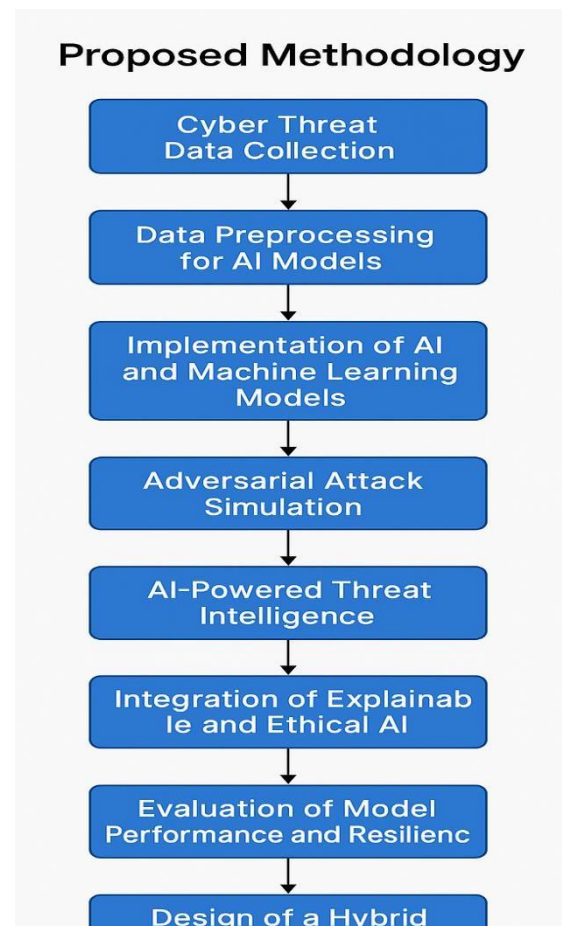 Proposed Methodology
Cyber Threat
Data Collection
Data Preprocessing
for AI Models
Implementation of AI
and Machine Learning
Models
Adversarial Attack
Simulation
AI-Powered Threat
Intelligence
Integration of Explainab
le and Ethical AI
Evaluation of Model
Performance and Resilienc
Design of a Hybrid